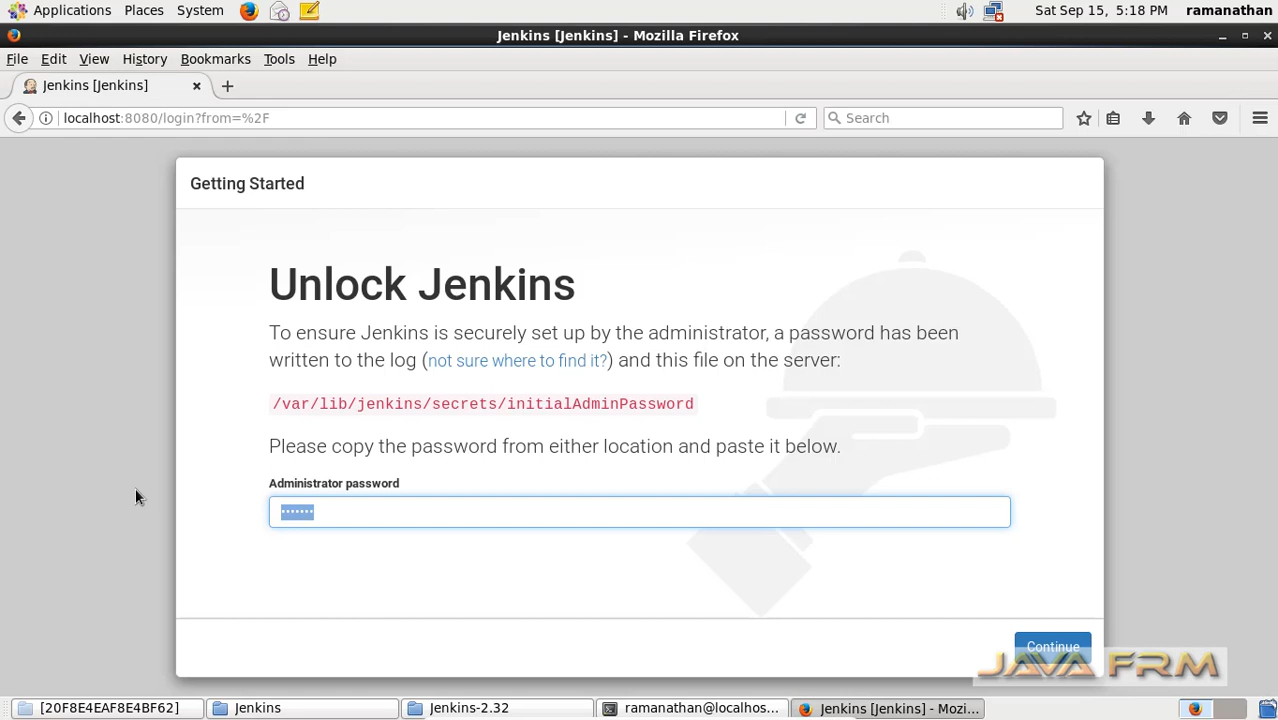 Applications Places System Sat Sep 15, 5:18 PM ramanathan
Jenkins [Jenkins] - Mozilla Firefox
File Edit View History Bookmarks Tools Help
Jenkins [Jenkins]
localhost:8080/login?from=%2F Search
Getting Started
Unlock Jenkins
To ensure Jenkins is securely set up by the administrator, a password has been
written to the log (not sure where to find it?) and this file on the server:
/var/lib/jenkins/secrets/initialAdminPassword
Please copy the password from either location and paste it below.
Administrator password
•••••••
Continue
JAVA FRM
[20F8E4EAF8E4BF62] Jenkins Jenkins-2.32 ramanathan@localhos... Jenkins [Jenkins] - Mozi...